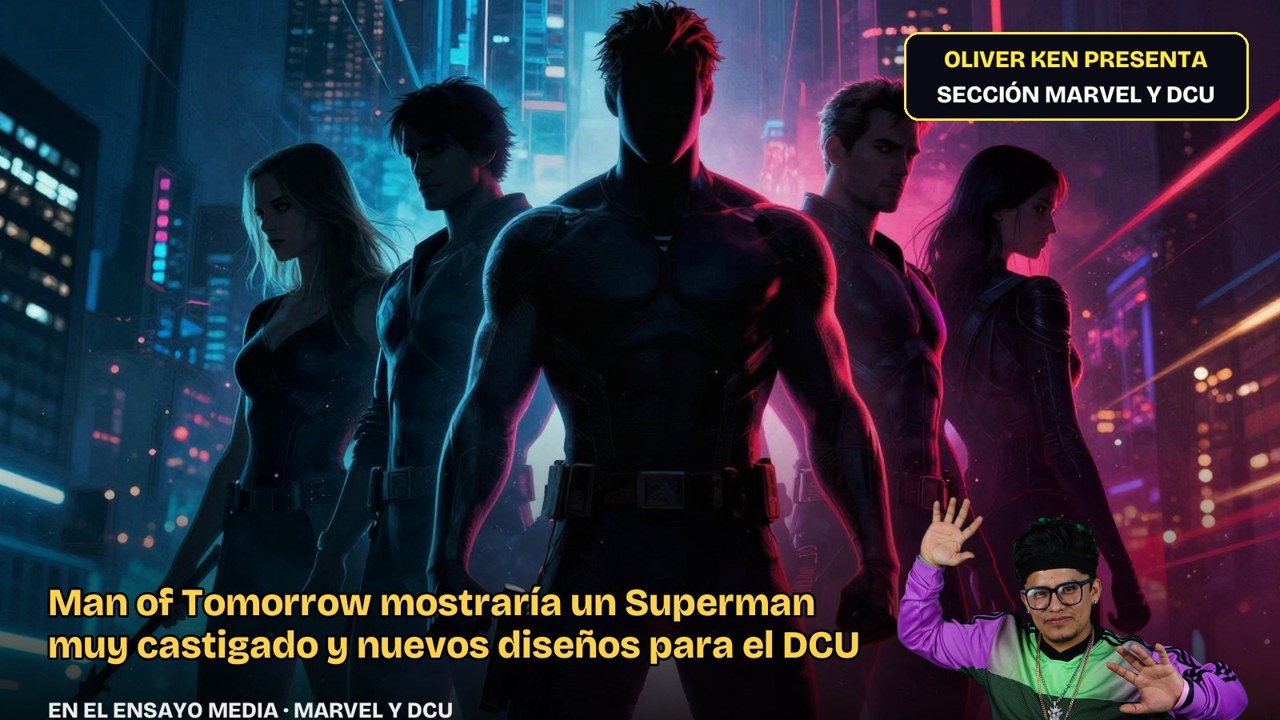 OLIVER KEN PRESENTA
SECCIÓN MARVEL Y DCU
Man of Tomorrow mostraría un Superman
muy castigado y nuevos diseños para el DCU
EN EL ENSAYO MEDIA · MARVEL Y DCU